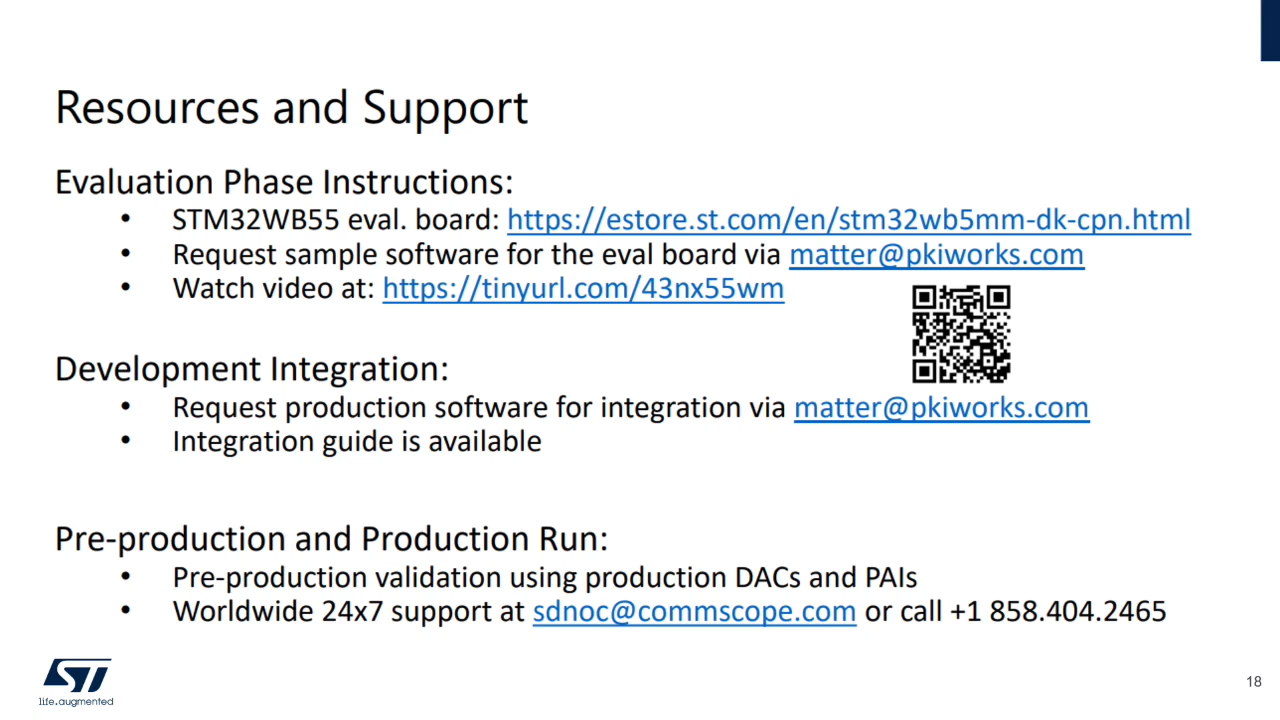 Resources and Support
Evaluation Phase Instructions:
• STM32WB55 eval. board: https://estore.st.com/en/stm32wb5mm-dk-cpn.html
• Request sample software for the eval board via matter@pkiworks.com
• Watch video at: https://tinyurl.com/43nx55wm
Development Integration:
• Request production software for integration via matter@pkiworks.com
• Integration guide is available
Pre-production and Production Run:
• Pre-production validation using production DACs and PAIs
• Worldwide 24x7 support at sdnoc@commscope.com or call +1 858.404.2465
ST
life.augmented
18